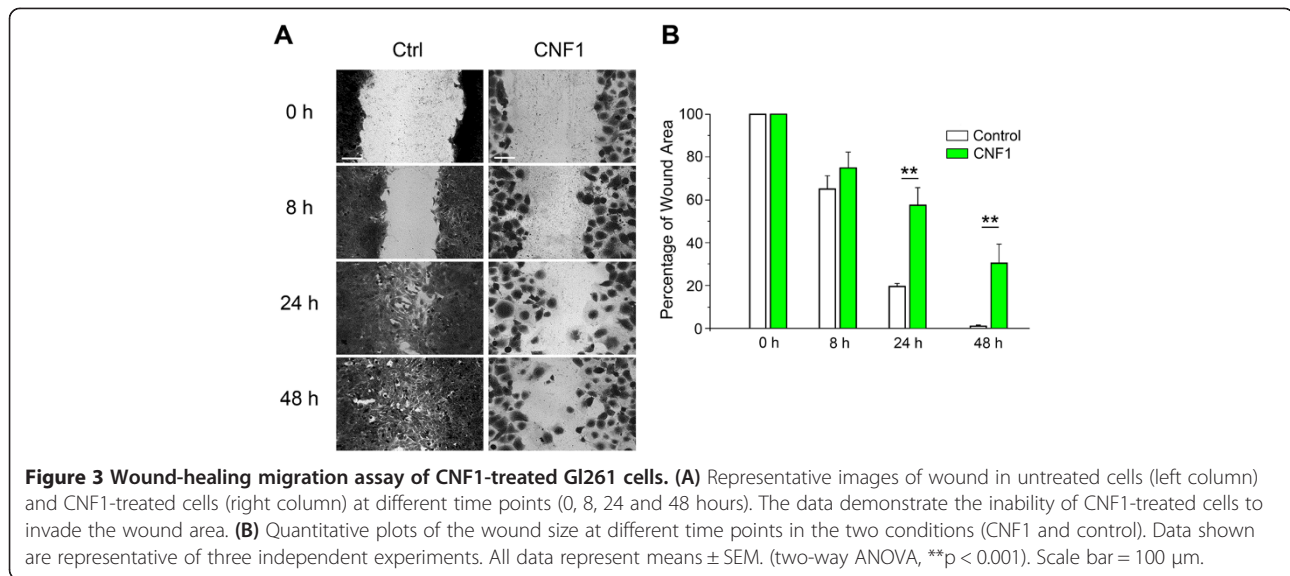 A
B
Ctrl
CNF1
0 h
8 h
24 h
48 h
Percentage of Wound Area
100
80
60
40
20
0
Control
CNF1
**
**
0 h
8 h
24 h
48 h
Figure 3 Wound-healing migration assay of CNF1-treated Gl261 cells. (A) Representative images of wound in untreated cells (left column)
and CNF1-treated cells (right column) at different time points (0, 8, 24 and 48 hours). The data demonstrate the inability of CNF1-treated cells to
invade the wound area. (B) Quantitative plots of the wound size at different time points in the two conditions (CNF1 and control). Data shown
are representative of three independent experiments. All data represent means ± SEM. (two-way ANOVA, **p < 0.001). Scale bar = 100 μm.